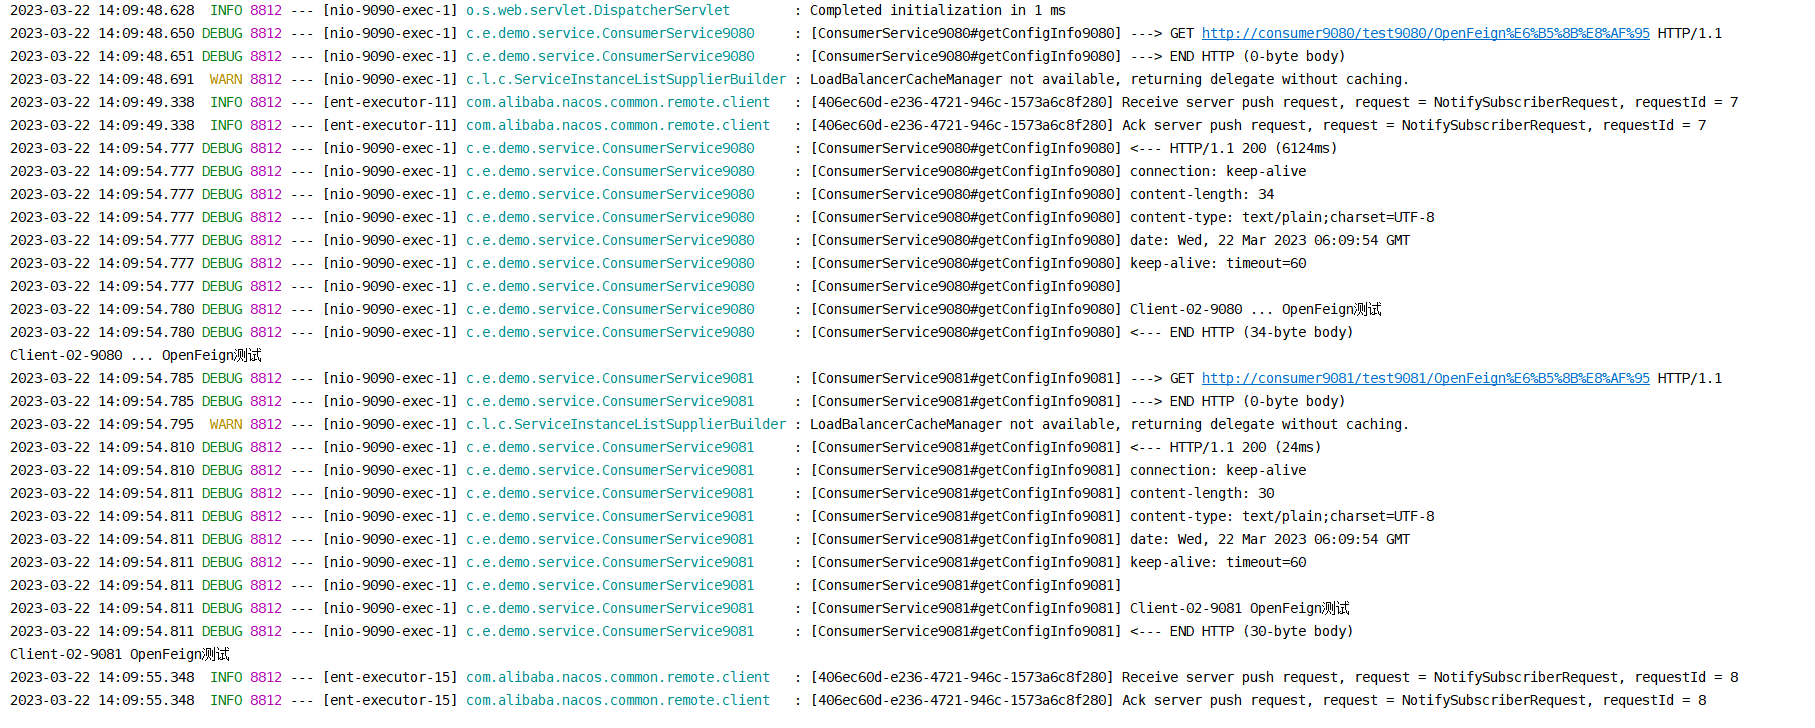 2023-03-22 14:09:48.628  INFO 8812 --- [nio-9090-exec-1] o.s.web.servlet.DispatcherServlet        : Completed initialization in 1 ms
2023-03-22 14:09:48.650 DEBUG 8812 --- [nio-9090-exec-1] c.e.demo.service.ConsumerService9080     : [ConsumerService9080#getConfigInfo9080] ---> GET http://consumer9080/test9080/OpenFeign%E6%B5%8B%E8%AF%95 HTTP/1.1
2023-03-22 14:09:48.651 DEBUG 8812 --- [nio-9090-exec-1] c.e.demo.service.ConsumerService9080     : [ConsumerService9080#getConfigInfo9080] ---> END HTTP (0-byte body)
2023-03-22 14:09:48.691  WARN 8812 --- [nio-9090-exec-1] c.l.c.ServiceInstanceListSupplierBuilder : LoadBalancerCacheManager not available, returning delegate without caching.
2023-03-22 14:09:49.338  INFO 8812 --- [ent-executor-11] com.alibaba.nacos.common.remote.client   : [406ec60d-e236-4721-946c-1573a6c8f280] Receive server push request, request = NotifySubscriberRequest, requestId = 7
2023-03-22 14:09:49.338  INFO 8812 --- [ent-executor-11] com.alibaba.nacos.common.remote.client   : [406ec60d-e236-4721-946c-1573a6c8f280] Ack server push request, request = NotifySubscriberRequest, requestId = 7
2023-03-22 14:09:54.777 DEBUG 8812 --- [nio-9090-exec-1] c.e.demo.service.ConsumerService9080     : [ConsumerService9080#getConfigInfo9080] <--- HTTP/1.1 200 (6124ms)
2023-03-22 14:09:54.777 DEBUG 8812 --- [nio-9090-exec-1] c.e.demo.service.ConsumerService9080     : [ConsumerService9080#getConfigInfo9080] connection: keep-alive
2023-03-22 14:09:54.777 DEBUG 8812 --- [nio-9090-exec-1] c.e.demo.service.ConsumerService9080     : [ConsumerService9080#getConfigInfo9080] content-length: 34
2023-03-22 14:09:54.777 DEBUG 8812 --- [nio-9090-exec-1] c.e.demo.service.ConsumerService9080     : [ConsumerService9080#getConfigInfo9080] content-type: text/plain;charset=UTF-8
2023-03-22 14:09:54.777 DEBUG 8812 --- [nio-9090-exec-1] c.e.demo.service.ConsumerService9080     : [ConsumerService9080#getConfigInfo9080] date: Wed, 22 Mar 2023 06:09:54 GMT
2023-03-22 14:09:54.777 DEBUG 8812 --- [nio-9090-exec-1] c.e.demo.service.ConsumerService9080     : [ConsumerService9080#getConfigInfo9080] keep-alive: timeout=60
2023-03-22 14:09:54.777 DEBUG 8812 --- [nio-9090-exec-1] c.e.demo.service.ConsumerService9080     : [ConsumerService9080#getConfigInfo9080]
2023-03-22 14:09:54.780 DEBUG 8812 --- [nio-9090-exec-1] c.e.demo.service.ConsumerService9080     : [ConsumerService9080#getConfigInfo9080] Client-02-9080 ... OpenFeign测试
2023-03-22 14:09:54.780 DEBUG 8812 --- [nio-9090-exec-1] c.e.demo.service.ConsumerService9080     : [ConsumerService9080#getConfigInfo9080] <--- END HTTP (34-byte body)
Client-02-9080 ... OpenFeign测试
2023-03-22 14:09:54.785 DEBUG 8812 --- [nio-9090-exec-1] c.e.demo.service.ConsumerService9081     : [ConsumerService9081#getConfigInfo9081] ---> GET http://consumer9081/test9081/OpenFeign%E6%B5%8B%E8%AF%95 HTTP/1.1
2023-03-22 14:09:54.785 DEBUG 8812 --- [nio-9090-exec-1] c.e.demo.service.ConsumerService9081     : [ConsumerService9081#getConfigInfo9081] ---> END HTTP (0-byte body)
2023-03-22 14:09:54.795  WARN 8812 --- [nio-9090-exec-1] c.l.c.ServiceInstanceListSupplierBuilder : LoadBalancerCacheManager not available, returning delegate without caching.
2023-03-22 14:09:54.810 DEBUG 8812 --- [nio-9090-exec-1] c.e.demo.service.ConsumerService9081     : [ConsumerService9081#getConfigInfo9081] <--- HTTP/1.1 200 (24ms)
2023-03-22 14:09:54.810 DEBUG 8812 --- [nio-9090-exec-1] c.e.demo.service.ConsumerService9081     : [ConsumerService9081#getConfigInfo9081] connection: keep-alive
2023-03-22 14:09:54.811 DEBUG 8812 --- [nio-9090-exec-1] c.e.demo.service.ConsumerService9081     : [ConsumerService9081#getConfigInfo9081] content-length: 30
2023-03-22 14:09:54.811 DEBUG 8812 --- [nio-9090-exec-1] c.e.demo.service.ConsumerService9081     : [ConsumerService9081#getConfigInfo9081] content-type: text/plain;charset=UTF-8
2023-03-22 14:09:54.811 DEBUG 8812 --- [nio-9090-exec-1] c.e.demo.service.ConsumerService9081     : [ConsumerService9081#getConfigInfo9081] date: Wed, 22 Mar 2023 06:09:54 GMT
2023-03-22 14:09:54.811 DEBUG 8812 --- [nio-9090-exec-1] c.e.demo.service.ConsumerService9081     : [ConsumerService9081#getConfigInfo9081] keep-alive: timeout=60
2023-03-22 14:09:54.811 DEBUG 8812 --- [nio-9090-exec-1] c.e.demo.service.ConsumerService9081     : [ConsumerService9081#getConfigInfo9081]
2023-03-22 14:09:54.811 DEBUG 8812 --- [nio-9090-exec-1] c.e.demo.service.ConsumerService9081     : [ConsumerService9081#getConfigInfo9081] Client-02-9081 OpenFeign测试
2023-03-22 14:09:54.811 DEBUG 8812 --- [nio-9090-exec-1] c.e.demo.service.ConsumerService9081     : [ConsumerService9081#getConfigInfo9081] <--- END HTTP (30-byte body)
Client-02-9081 OpenFeign测试
2023-03-22 14:09:55.348  INFO 8812 --- [ent-executor-15] com.alibaba.nacos.common.remote.client   : [406ec60d-e236-4721-946c-1573a6c8f280] Receive server push request, request = NotifySubscriberRequest, requestId = 8
2023-03-22 14:09:55.348  INFO 8812 --- [ent-executor-15] com.alibaba.nacos.common.remote.client   : [406ec60d-e236-4721-946c-1573a6c8f280] Ack server push request, request = NotifySubscriberRequest, requestId = 8